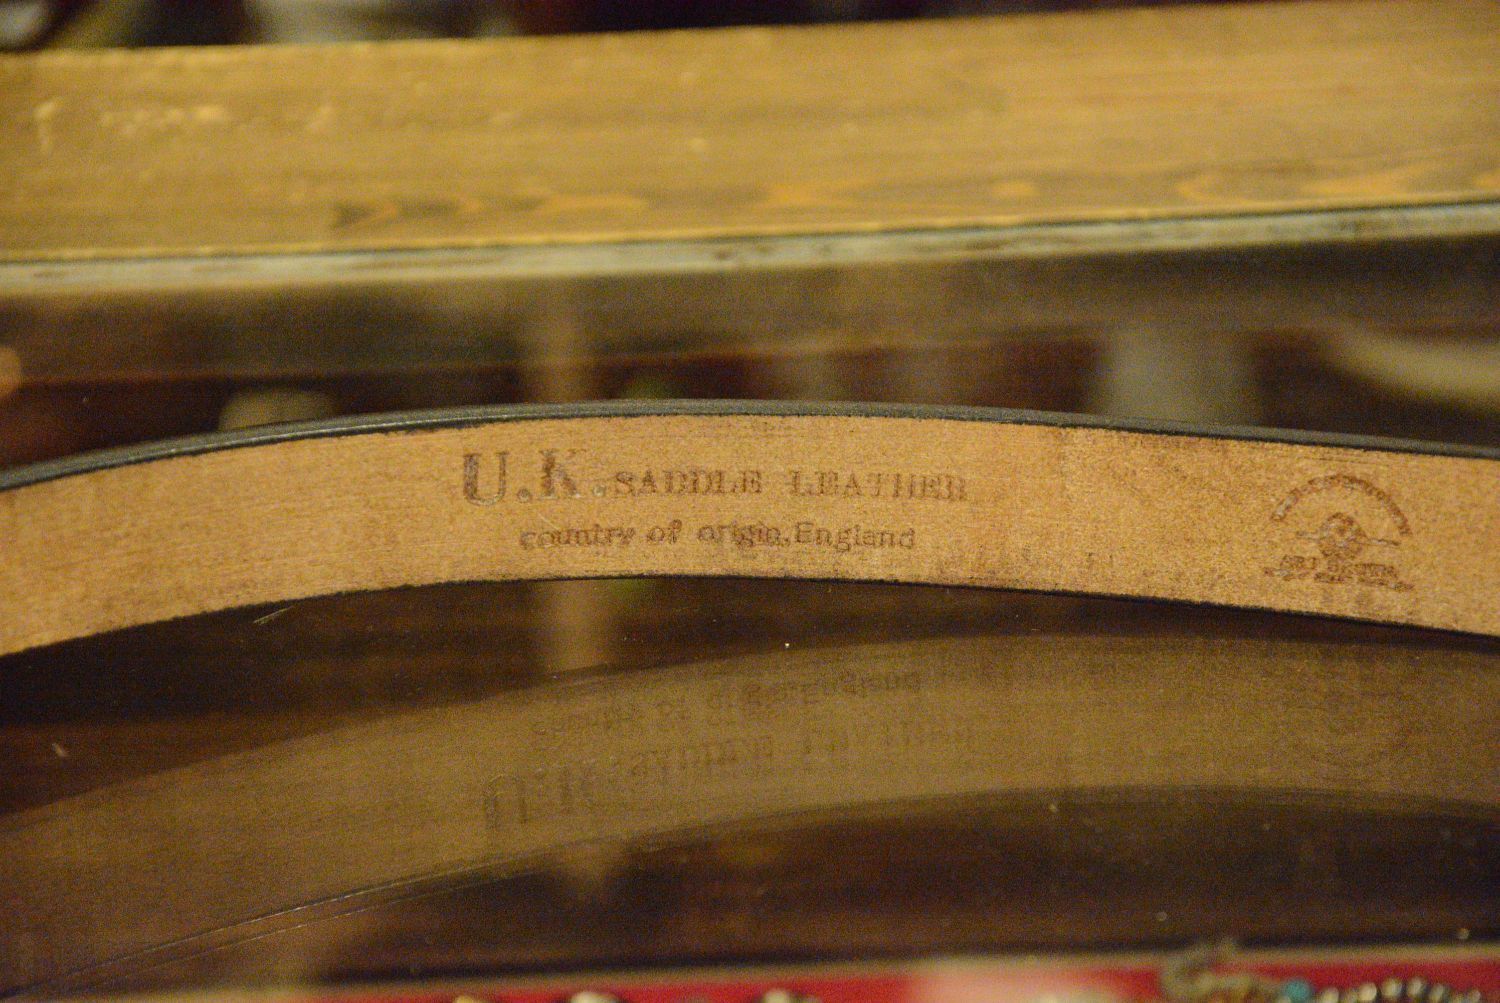 U.K. SADDLE LEATHER
country of origin.England